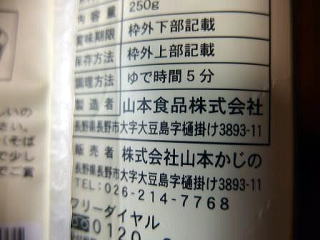 内容量 250g
賞味期限 枠外下部記載
保存方法 枠外上部記載
調理方法 ゆで時間5分
製造者 山本食品株式会社
長野県長野市大字大豆島字樋掛け3893-11
販売者 株式会社山本かじの
長野県長野市大字大豆島字樋掛け3893-11
TEL:026-214-7768
フリーダイヤル
0120